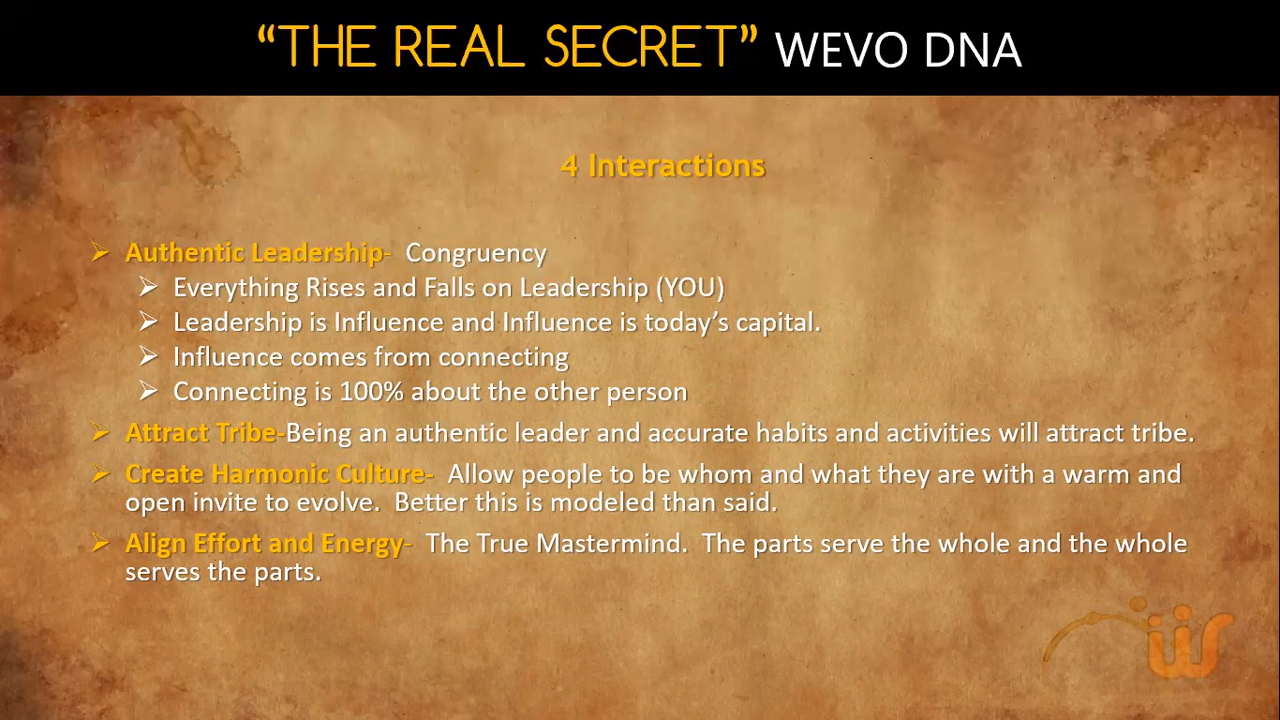 “THE REAL SECRET” WEVO DNA
4 Interactions
Authentic Leadership- Congruency
Everything Rises and Falls on Leadership (YOU)
Leadership is Influence and Influence is today’s capital.
Influence comes from connecting
Connecting is 100% about the other person
Attract Tribe-Being an authentic leader and accurate habits and activities will attract tribe.
Create Harmonic Culture- Allow people to be whom and what they are with a warm and
open invite to evolve. Better this is modeled than said.
Align Effort and Energy- The True Mastermind. The parts serve the whole and the whole
serves the parts.